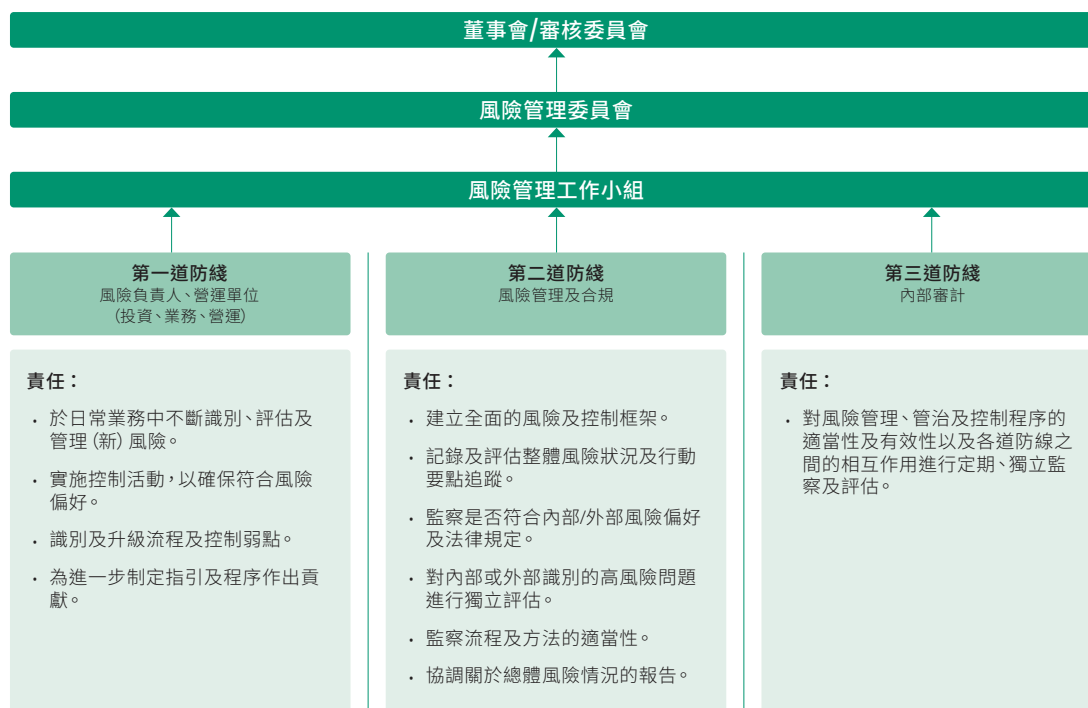 董事會/審核委員會
風險管理委員會
風險管理工作小組
第一道防綫
風險負責人、營運單位
(投資、業務、營運)
責任：
• 於日常業務中不斷識別、評估及
管理 (新) 風險。
• 實施控制活動，以確保符合風險
偏好。
• 識別及升級流程及控制弱點。
• 為進一步制定指引及程序作出貢
獻。
第二道防綫
風險管理及合規
責任：
• 建立全面的風險及控制框架。
• 記錄及評估整體風險狀況及行動
要點追蹤。
• 監察是否符合內部/外部風險偏好
及法律規定。
• 對內部或外部識別的高風險問題
進行獨立評估。
• 監察流程及方法的適當性。
• 協調關於總體風險情況的報告。
第三道防綫
內部審計
責任：
• 對風險管理、管治及控制程序的
適當性及有效性以及各道防線之
間的相互作用進行定期、獨立監
察及評估。